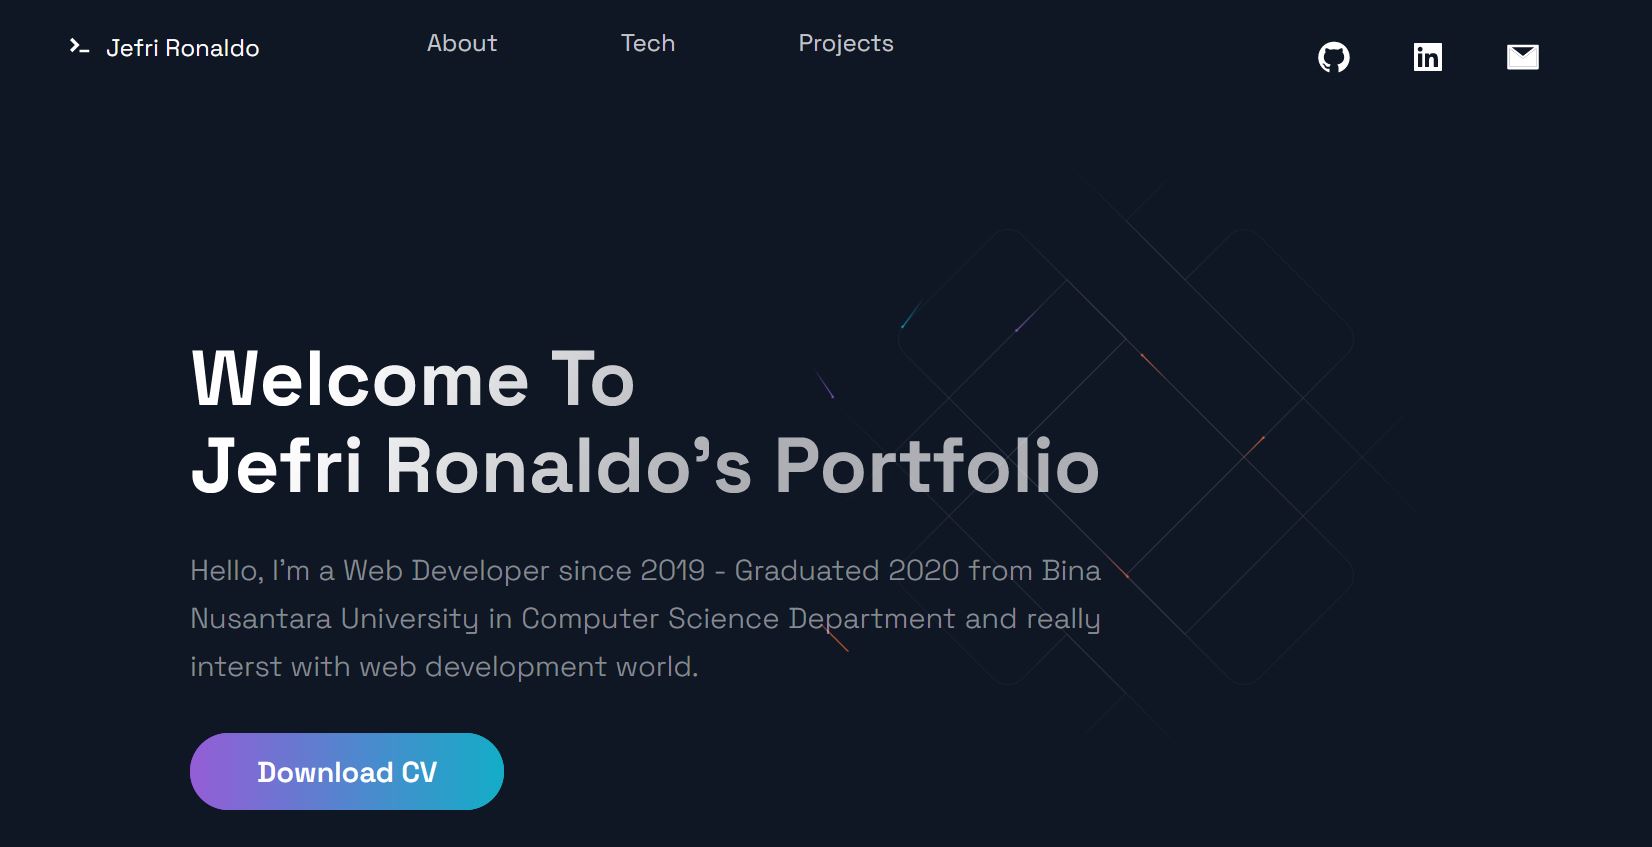 Jefri Ronaldo
About
Tech
Projects
in
Welcome To
Jefri Ronaldo's Portfolio
Hello, I'm a Web Developer since 2019 - Graduated 2020 from Bina
Nusantara University in Computer Science Department and really
interst with web development world.
Download CV